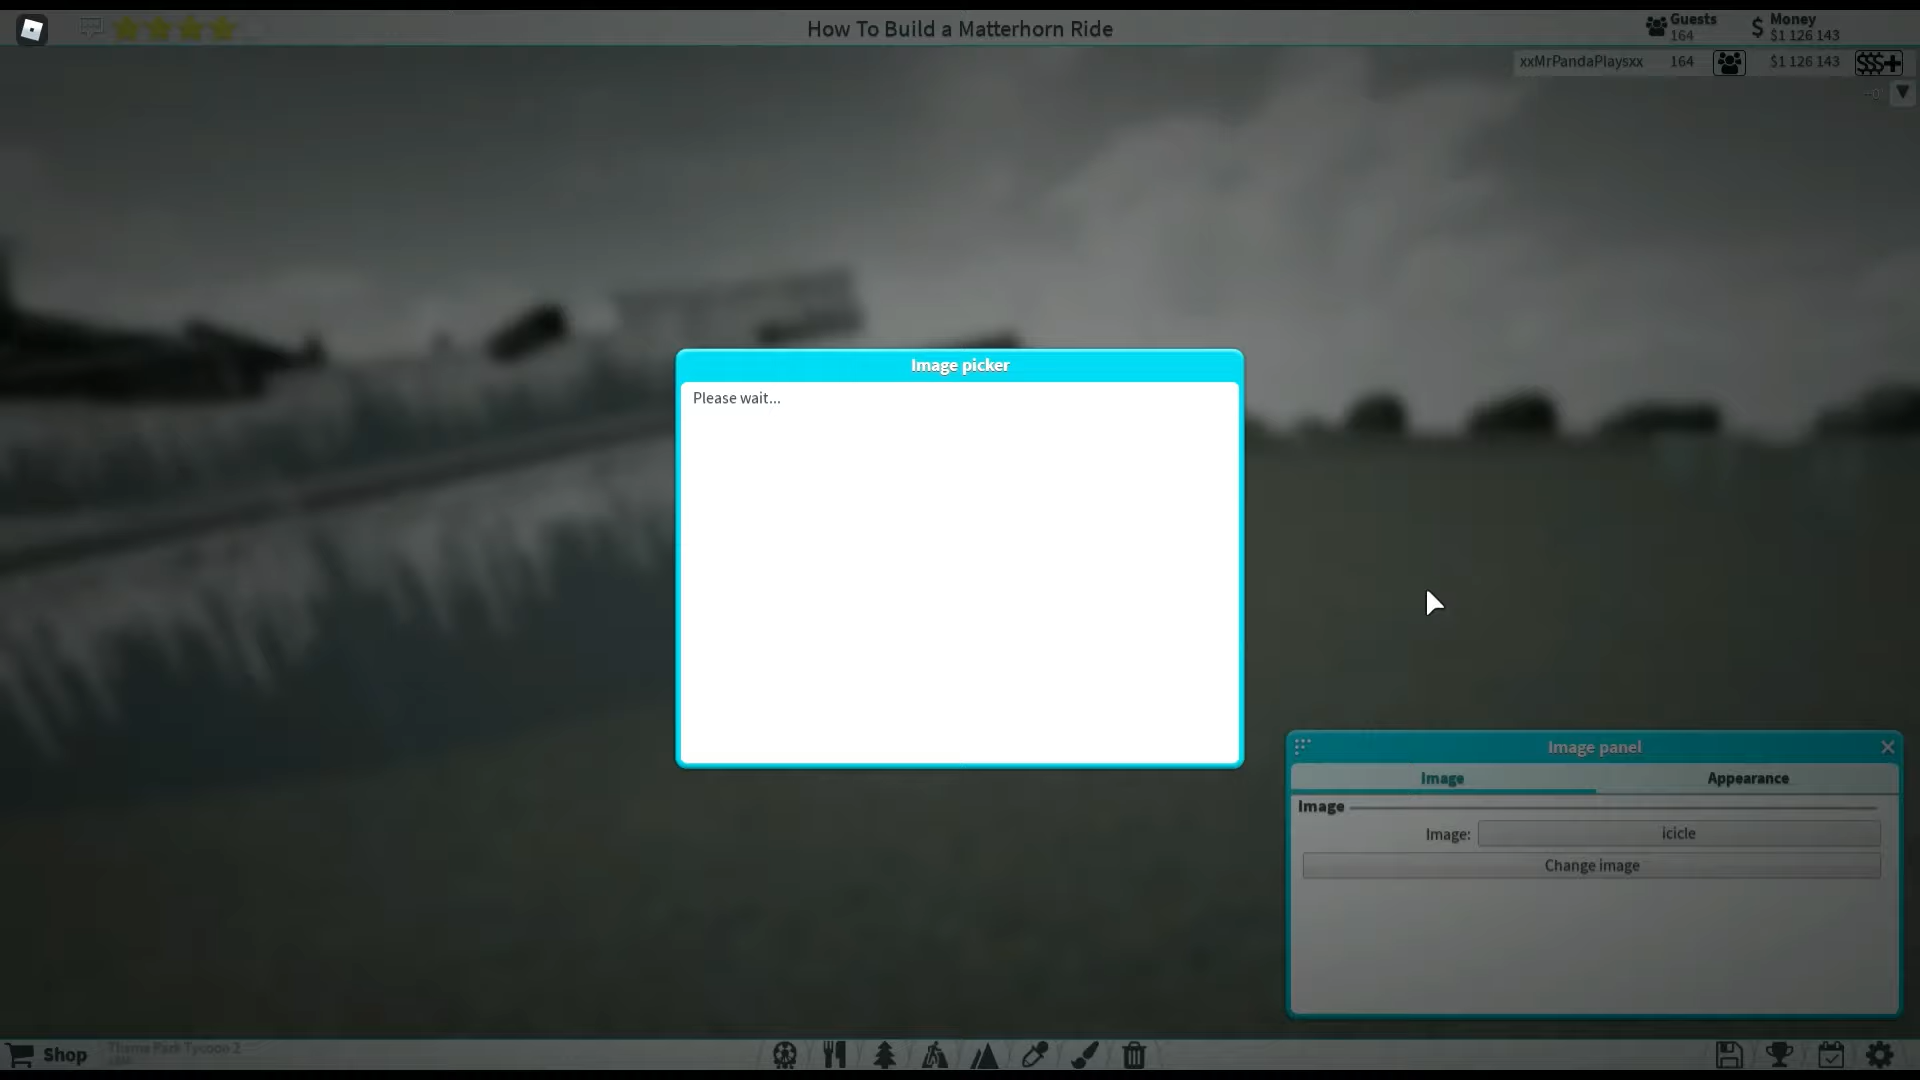 How To Build a Matterhorn Ride
Guests
164
$ Money
$1 126 143
xxMrPandaPlaysxx 164 $1 126 143 $$$+
Image picker
Please wait...
Image panel
Image Appearance
Image
Image: icicle
Change image
Shop
Theme Park Tycoon 2